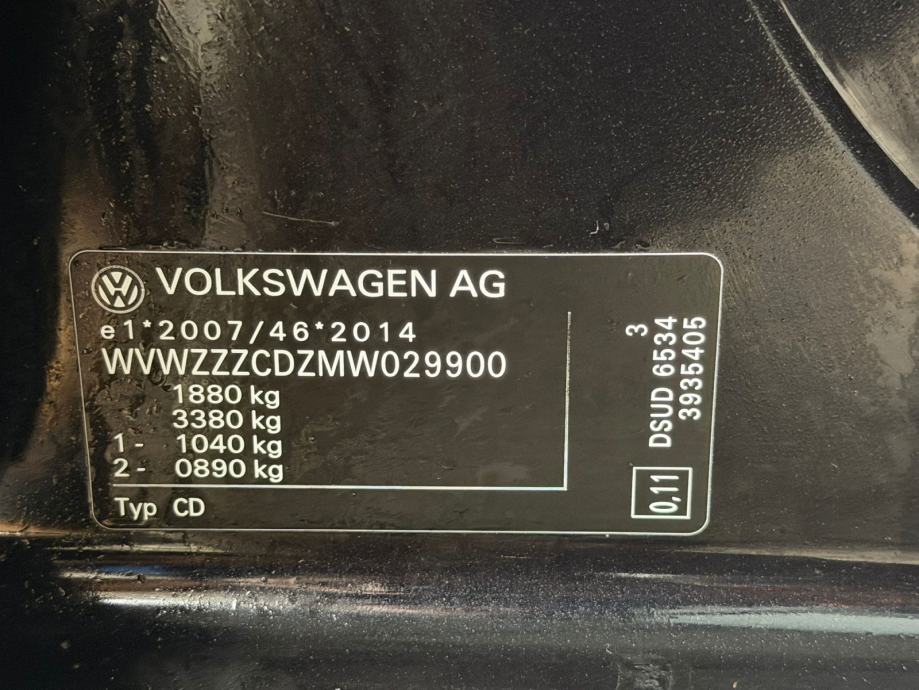 VOLKSWAGEN AG
e1*2007/46*2014
WVWZZZCDZMW029900
1880 kg
3380 kg
1- 1040 kg
2- 0890 kg
Typ CD
3
DSUD 6534
3935405
0,11